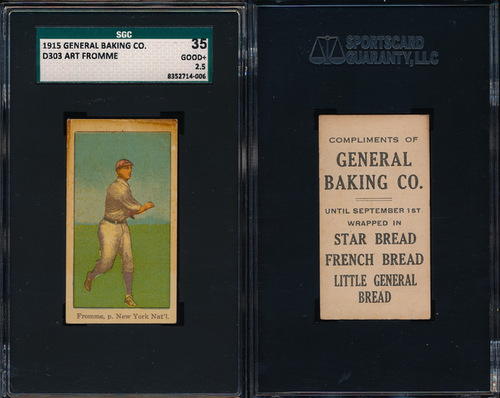 SGC
1915 GENERAL BAKING CO.
D303 ART FROMME
35
GOOD+
2.5
8352714-006
Fromme, p. New York Nat'l.
SPORTSCARD
GUARANTY, LLC
COMPLIMENTS OF
GENERAL
BAKING CO.
UNTIL SEPTEMBER 1ST.
WRAPPED IN
STAR BREAD
FRENCH BREAD
LITTLE GENERAL
BREAD